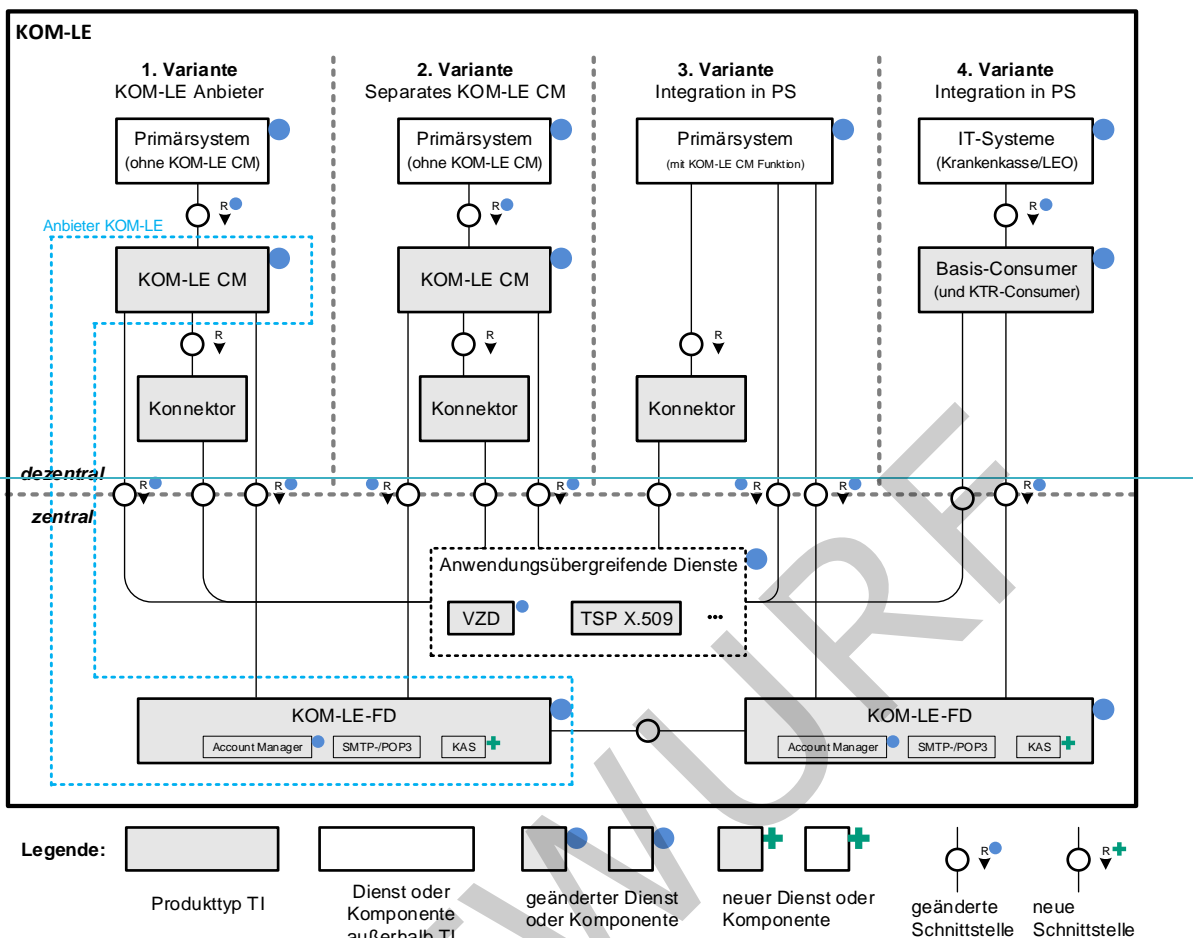 KOM-LE
1. Variante
KOM-LE Anbieter
2. Variante
Separates KOM-LE CM
3. Variante
Integration in PS
4. Variante
Integration in PS
Primärsystem
(ohne KOM-LE CM)
Primärsystem
(ohne KOM-LE CM)
Primärsystem
(mit KOM-LE CM Funktion)
IT-Systeme
(Krankenkasse/LEO)
R
R
R
Anbieter KOM-LE
KOM-LE CM
KOM-LE CM
Basis-Consumer
(und KTR-Consumer)
R
R
R
Konnektor
Konnektor
Konnektor
dezentral
R
R
R
R
R
R
R
zentral
Anwendungsübergreifende Dienste
VZD
TSP X.509
...
KOM-LE-FD
Account Manager
SMTP-/POP3
KAS
KOM-LE-FD
Account Manager
SMTP-/POP3
KAS
Legende:
Produkttyp TI
Dienst oder
Komponente
außerhalb TI
geänderter Dienst
oder Komponente
neuer Dienst oder
Komponente
R
geänderte
Schnittstelle
R
neue
Schnittstelle
TWURF